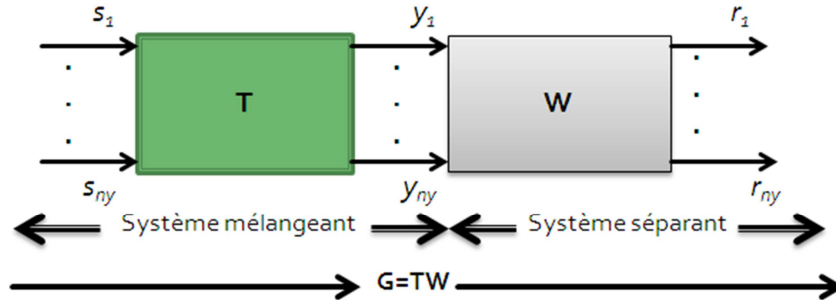 s1 y1 r1
T W
sny yny rny
Système mélangeant Système séparant
G=TW